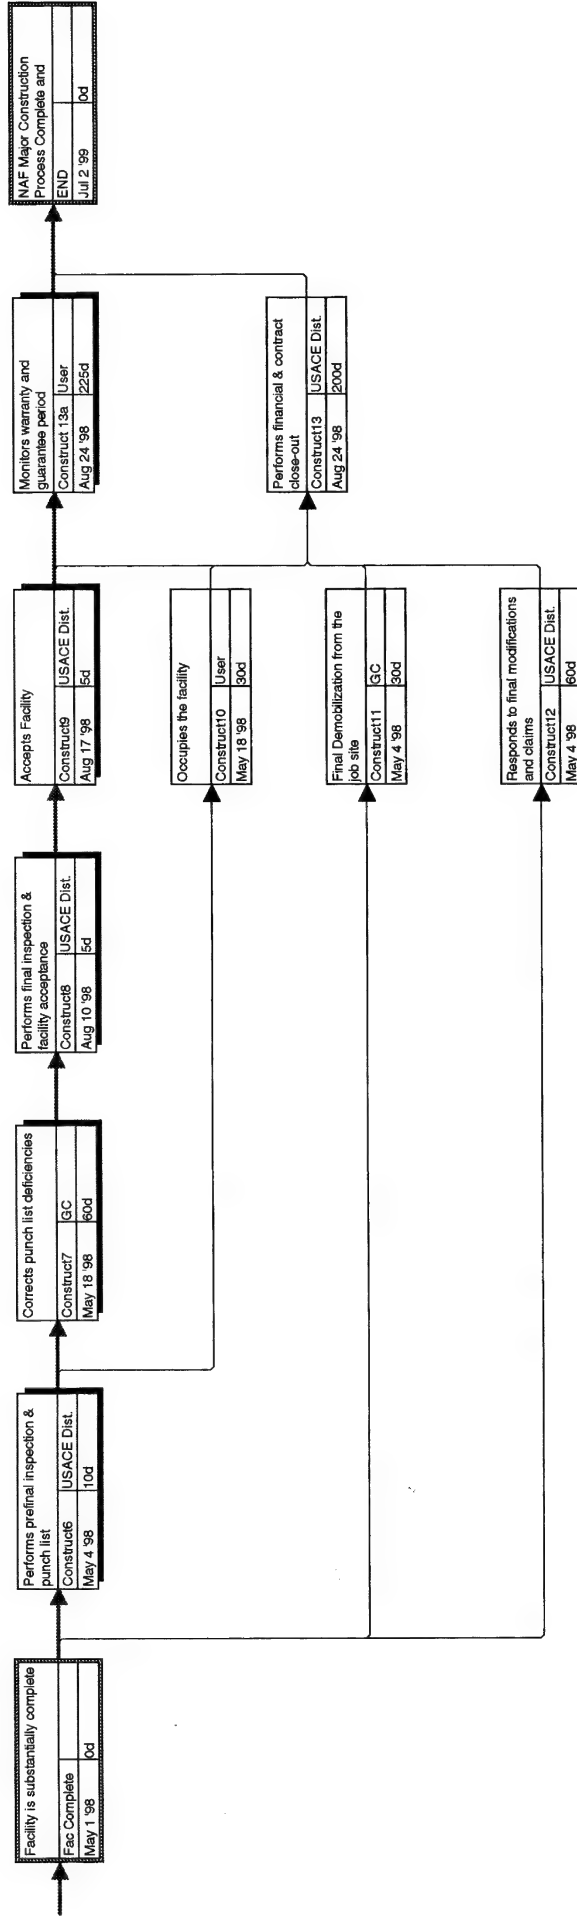 Facility is substantially complete
Fac Complete
May 1 '98 0d
Performs prefinal inspection &
punch list
Construct6 USACE Dist.
May 4 '98 10d
Corrects punch list deficiencies
Construct7 GC
May 18 '98 60d
Performs final inspection &
facility acceptance
Construct8 USACE Dist.
Aug 10 '98 5d
Accepts Facility
Construct9 USACE Dist.
Aug 17 '98 5d
Monitors warranty and
guarantee period
Construct 13a User
Aug 24 '98 225d
NAF Major Construction
Process Complete and
END
Jul 2 '99 0d
Occupies the facility
Construct10 User
May 18 '98 30d
Performs financial & contract
close-out
Construct13 USACE Dist.
Aug 24 '98 200d
Final Demobilization from the
job site
Construct11 GC
May 4 '98 30d
Responds to final modifications
and claims
Construct12 USACE Dist.
May 4 '98 60d